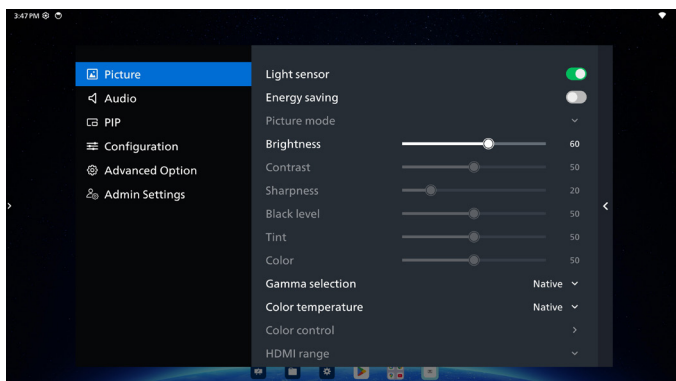 3:47 PM
Picture
Audio
PIP
Configuration
Advanced Option
Admin Settings
Light sensor
Energy saving
Picture mode
Brightness 60
Contrast 50
Sharpness 20
Black level 50
Tint 50
Color 50
Gamma selection Native
Color temperature Native
Color control
HDMI range